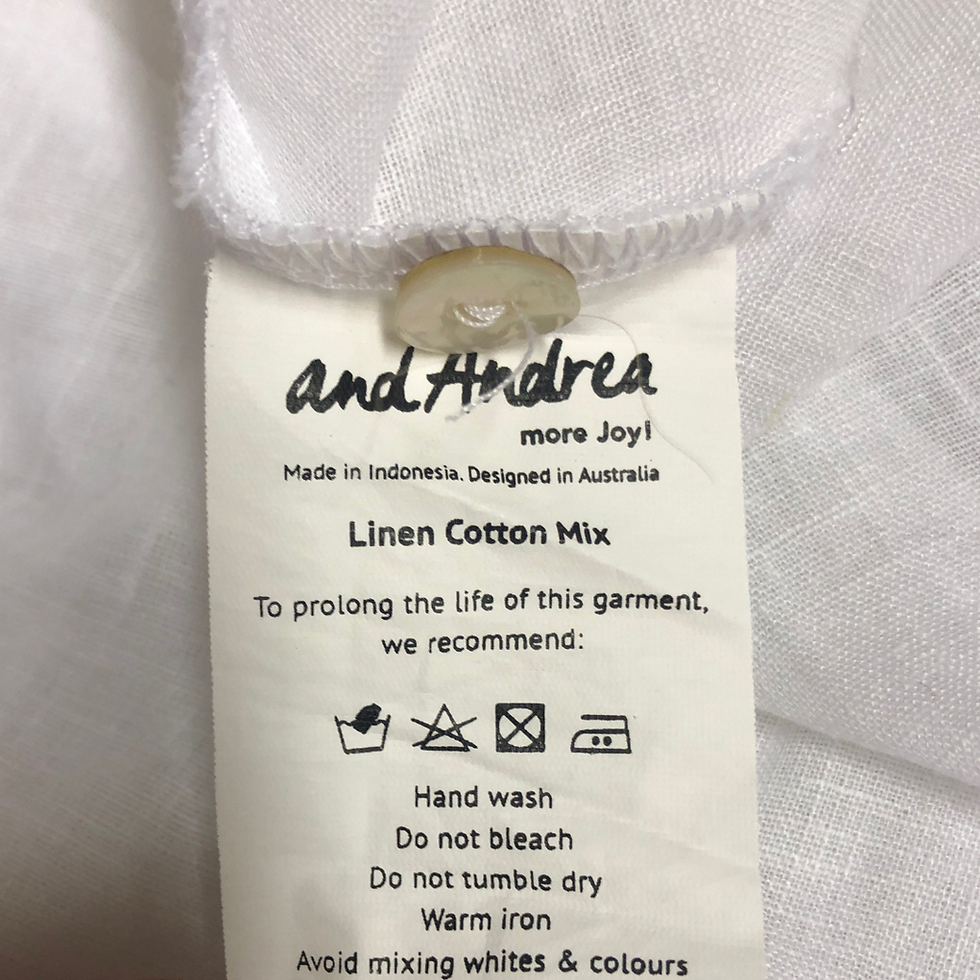 and Andrea
more Joy!
Made in Indonesia. Designed in Australia
Linen Cotton Mix
To prolong the life of this garment,
we recommend:
Hand wash
Do not bleach
Do not tumble dry
Warm iron
Avoid mixing whites & colours